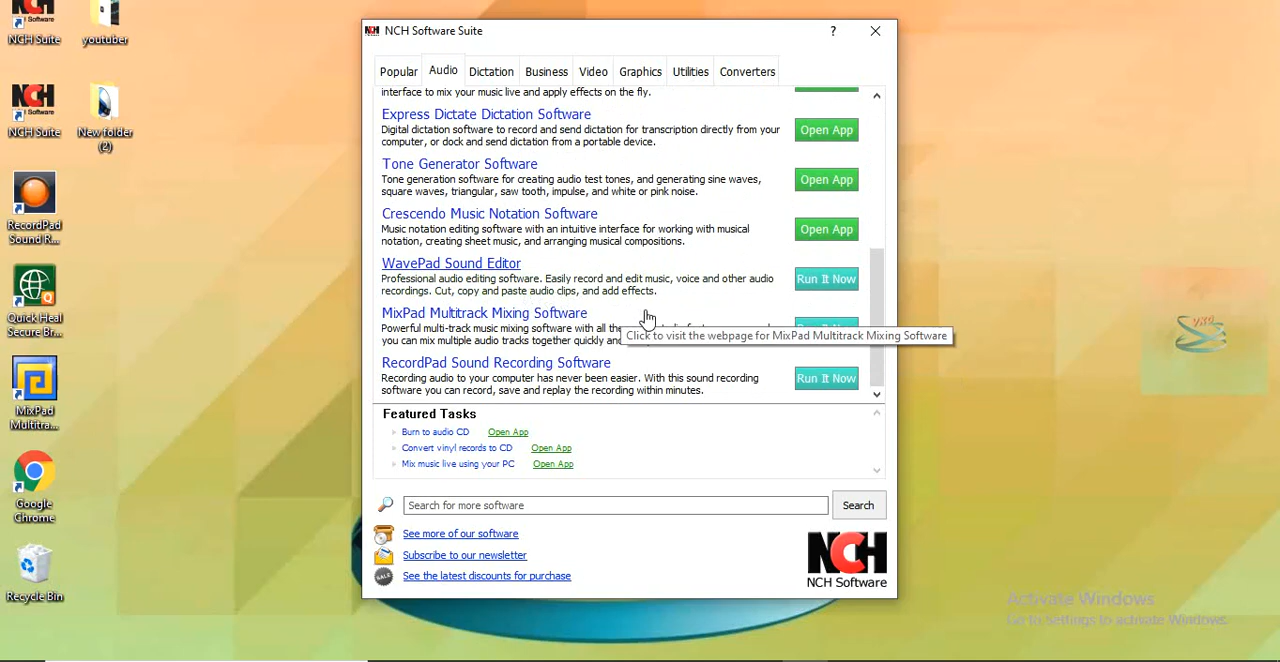 NCH Suite
youtuber
NCH
Software
NCH Suite
New folder
(2)
RecordPad
Sound R...
Quick Heal
Secure Br...
MixPad
Multitra...
Google
Chrome
Recycle Bin
NCH Software Suite
?
Popular Audio Dictation Business Video Graphics Utilities Converters
interface to mix your music live and apply effects on the fly.
Express Dictate Dictation Software
Digital dictation software to record and send dictation for transcription directly from your
computer, or dock and send dictation from a portable device.
Open App
Tone Generator Software
Tone generation software for creating audio test tones, and generating sine waves,
square waves, triangular, saw tooth, impulse, and white or pink noise.
Open App
Crescendo Music Notation Software
Music notation editing software with an intuitive interface for working with musical
notation, creating sheet music, and arranging musical compositions.
Open App
WavePad Sound Editor
Professional audio editing software. Easily record and edit music, voice and other audio
recordings. Cut, copy and paste audio clips, and add effects.
Run It Now
MixPad Multitrack Mixing Software
Powerful multi-track music mixing software with all the
you can mix multiple audio tracks together quickly and
Click to visit the webpage for MixPad Multitrack Mixing Software
RecordPad Sound Recording Software
Recording audio to your computer has never been easier. With this sound recording
software you can record, save and replay the recording within minutes.
Run It Now
Featured Tasks
Burn to audio CD Open App
Convert vinyl records to CD Open App
Mix music live using your PC Open App
Search for more software
Search
See more of our software
Subscribe to our newsletter
SALE
See the latest discounts for purchase
NCH
NCH Software
Activate Windows
Go to Settings to activate Windows.